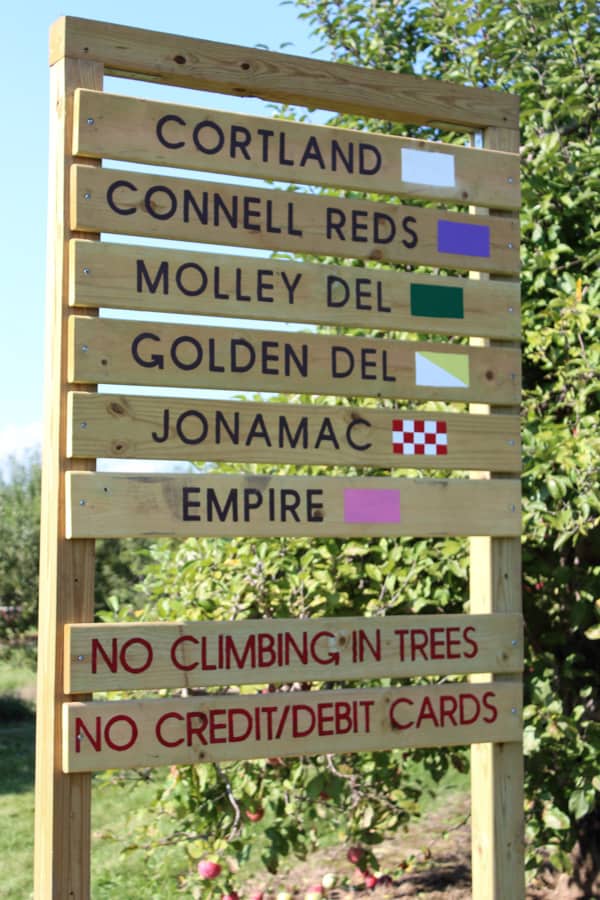 CORTLAND
CONNELL REDS
MOLLEY DEL
GOLDEN DEL
JONAMAC
EMPIRE
NO CLIMBING IN TREES
NO CREDIT/DEBIT CARDS